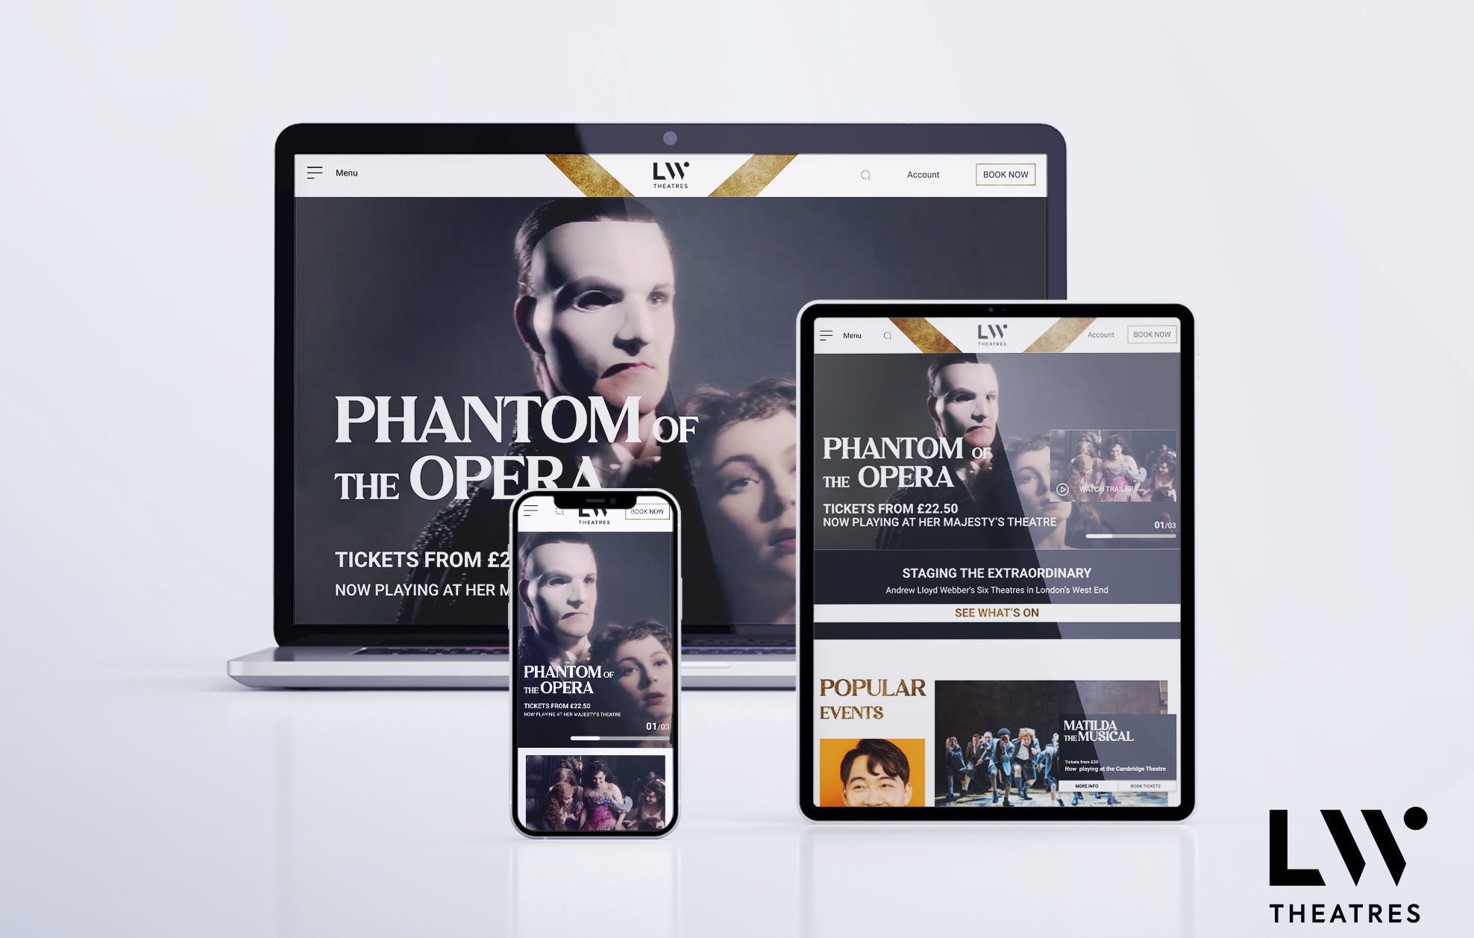 Menu
LW
THEATRES
Account
BOOK NOW
PHANTOM OF
THE OPERA
TICKETS FROM £2
NOW PLAYING AT HER M
LW
THEATRES
BOOK NOW
PHANTOM OF
THE OPERA
TICKETS FROM £22.50
NOW PLAYING AT HER MAJESTY'S THEATRE
01/03
Menu
LW
THEATRES
Account
BOOK NOW
PHANTOM OF
THE OPERA
WATCH TRAILER
TICKETS FROM £22.50
NOW PLAYING AT HER MAJESTY'S THEATRE
01/03
STAGING THE EXTRAORDINARY
Andrew Lloyd Webber's Six Theatres in London's West End
SEE WHAT'S ON
POPULAR
EVENTS
MATILDA
THE MUSICAL
Tickets from £20
Now playing at the Cambridge Theatre
MORE INFO
BOOK TICKETS
LW
THEATRES